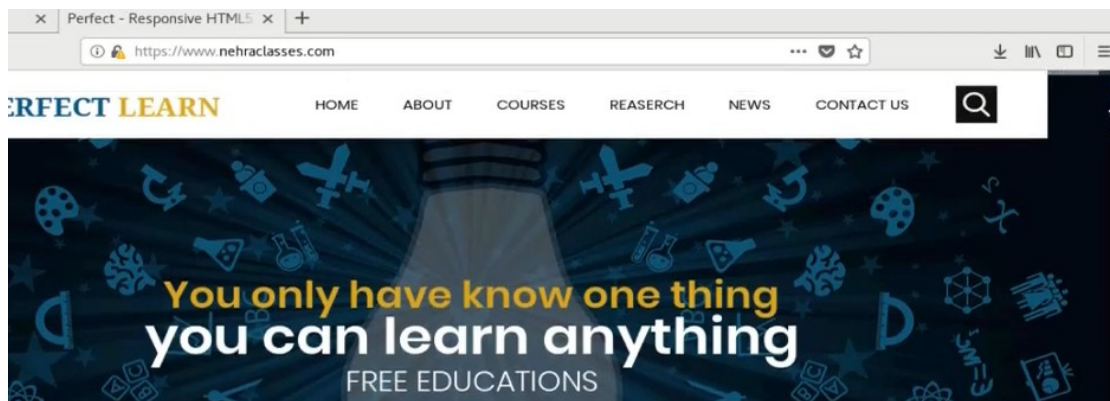 Perfect - Responsive HTML5
https://www.nehraclasses.com
ERFECT LEARN HOME ABOUT COURSES REASERCH NEWS CONTACT US
You only have know one thing
you can learn anything
FREE EDUCATIONS